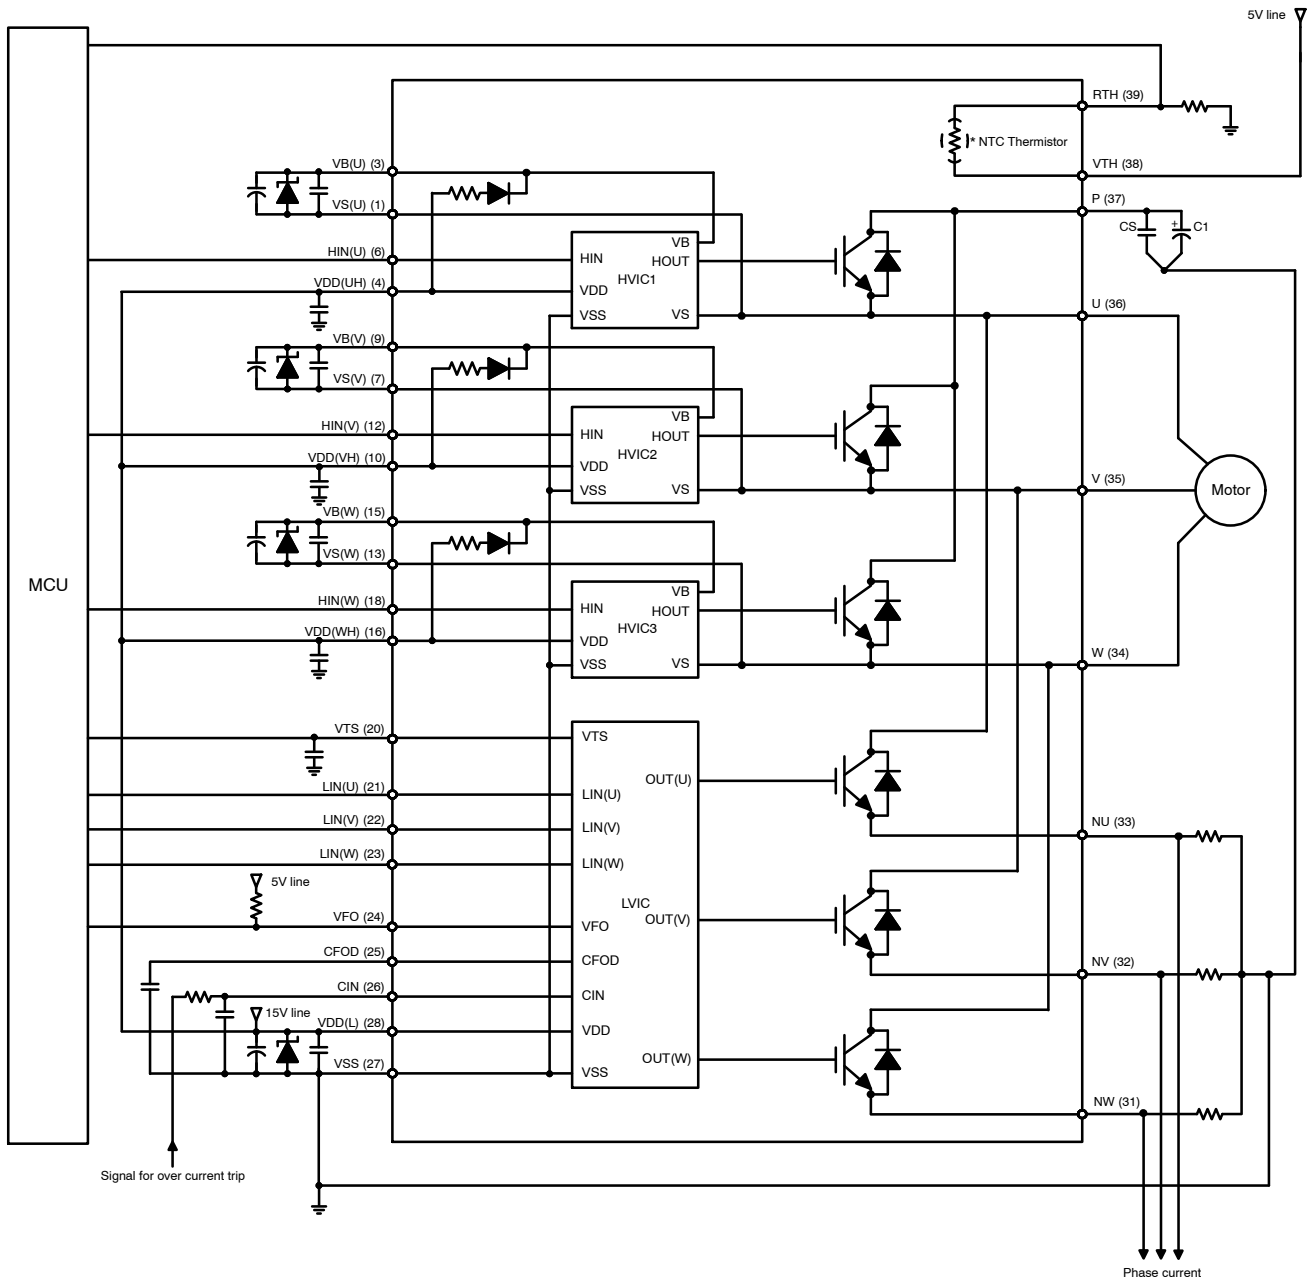 5V line
RTH (39)
(*) NTC Thermistor
VTH (38)
VB(U) (3)
VS(U) (1)
P (37)
CS
+
C1
HIN(U) (6)
VDD(UH) (4)
HIN
VDD
VSS
HVIC1
VB
HOUT
VS
U (36)
VB(V) (9)
VS(V) (7)
HIN(V) (12)
VDD(VH) (10)
HIN
VDD
VSS
HVIC2
VB
HOUT
VS
V (35)
Motor
VB(W) (15)
VS(W) (13)
MCU
HIN(W) (18)
VDD(WH) (16)
HIN
VDD
VSS
HVIC3
VB
HOUT
VS
W (34)
VTS (20)
LIN(U) (21)
LIN(V) (22)
LIN(W) (23)
5V line
VFO (24)
CFOD (25)
CIN (26)
15V line
VDD(L) (28)
VSS (27)
VTS
LIN(U)
LIN(V)
LIN(W)
VFO
CFOD
CIN
VDD
VSS
LVIC
OUT(U)
OUT(V)
OUT(W)
NU (33)
NV (32)
NW (31)
Signal for over current trip
Phase current